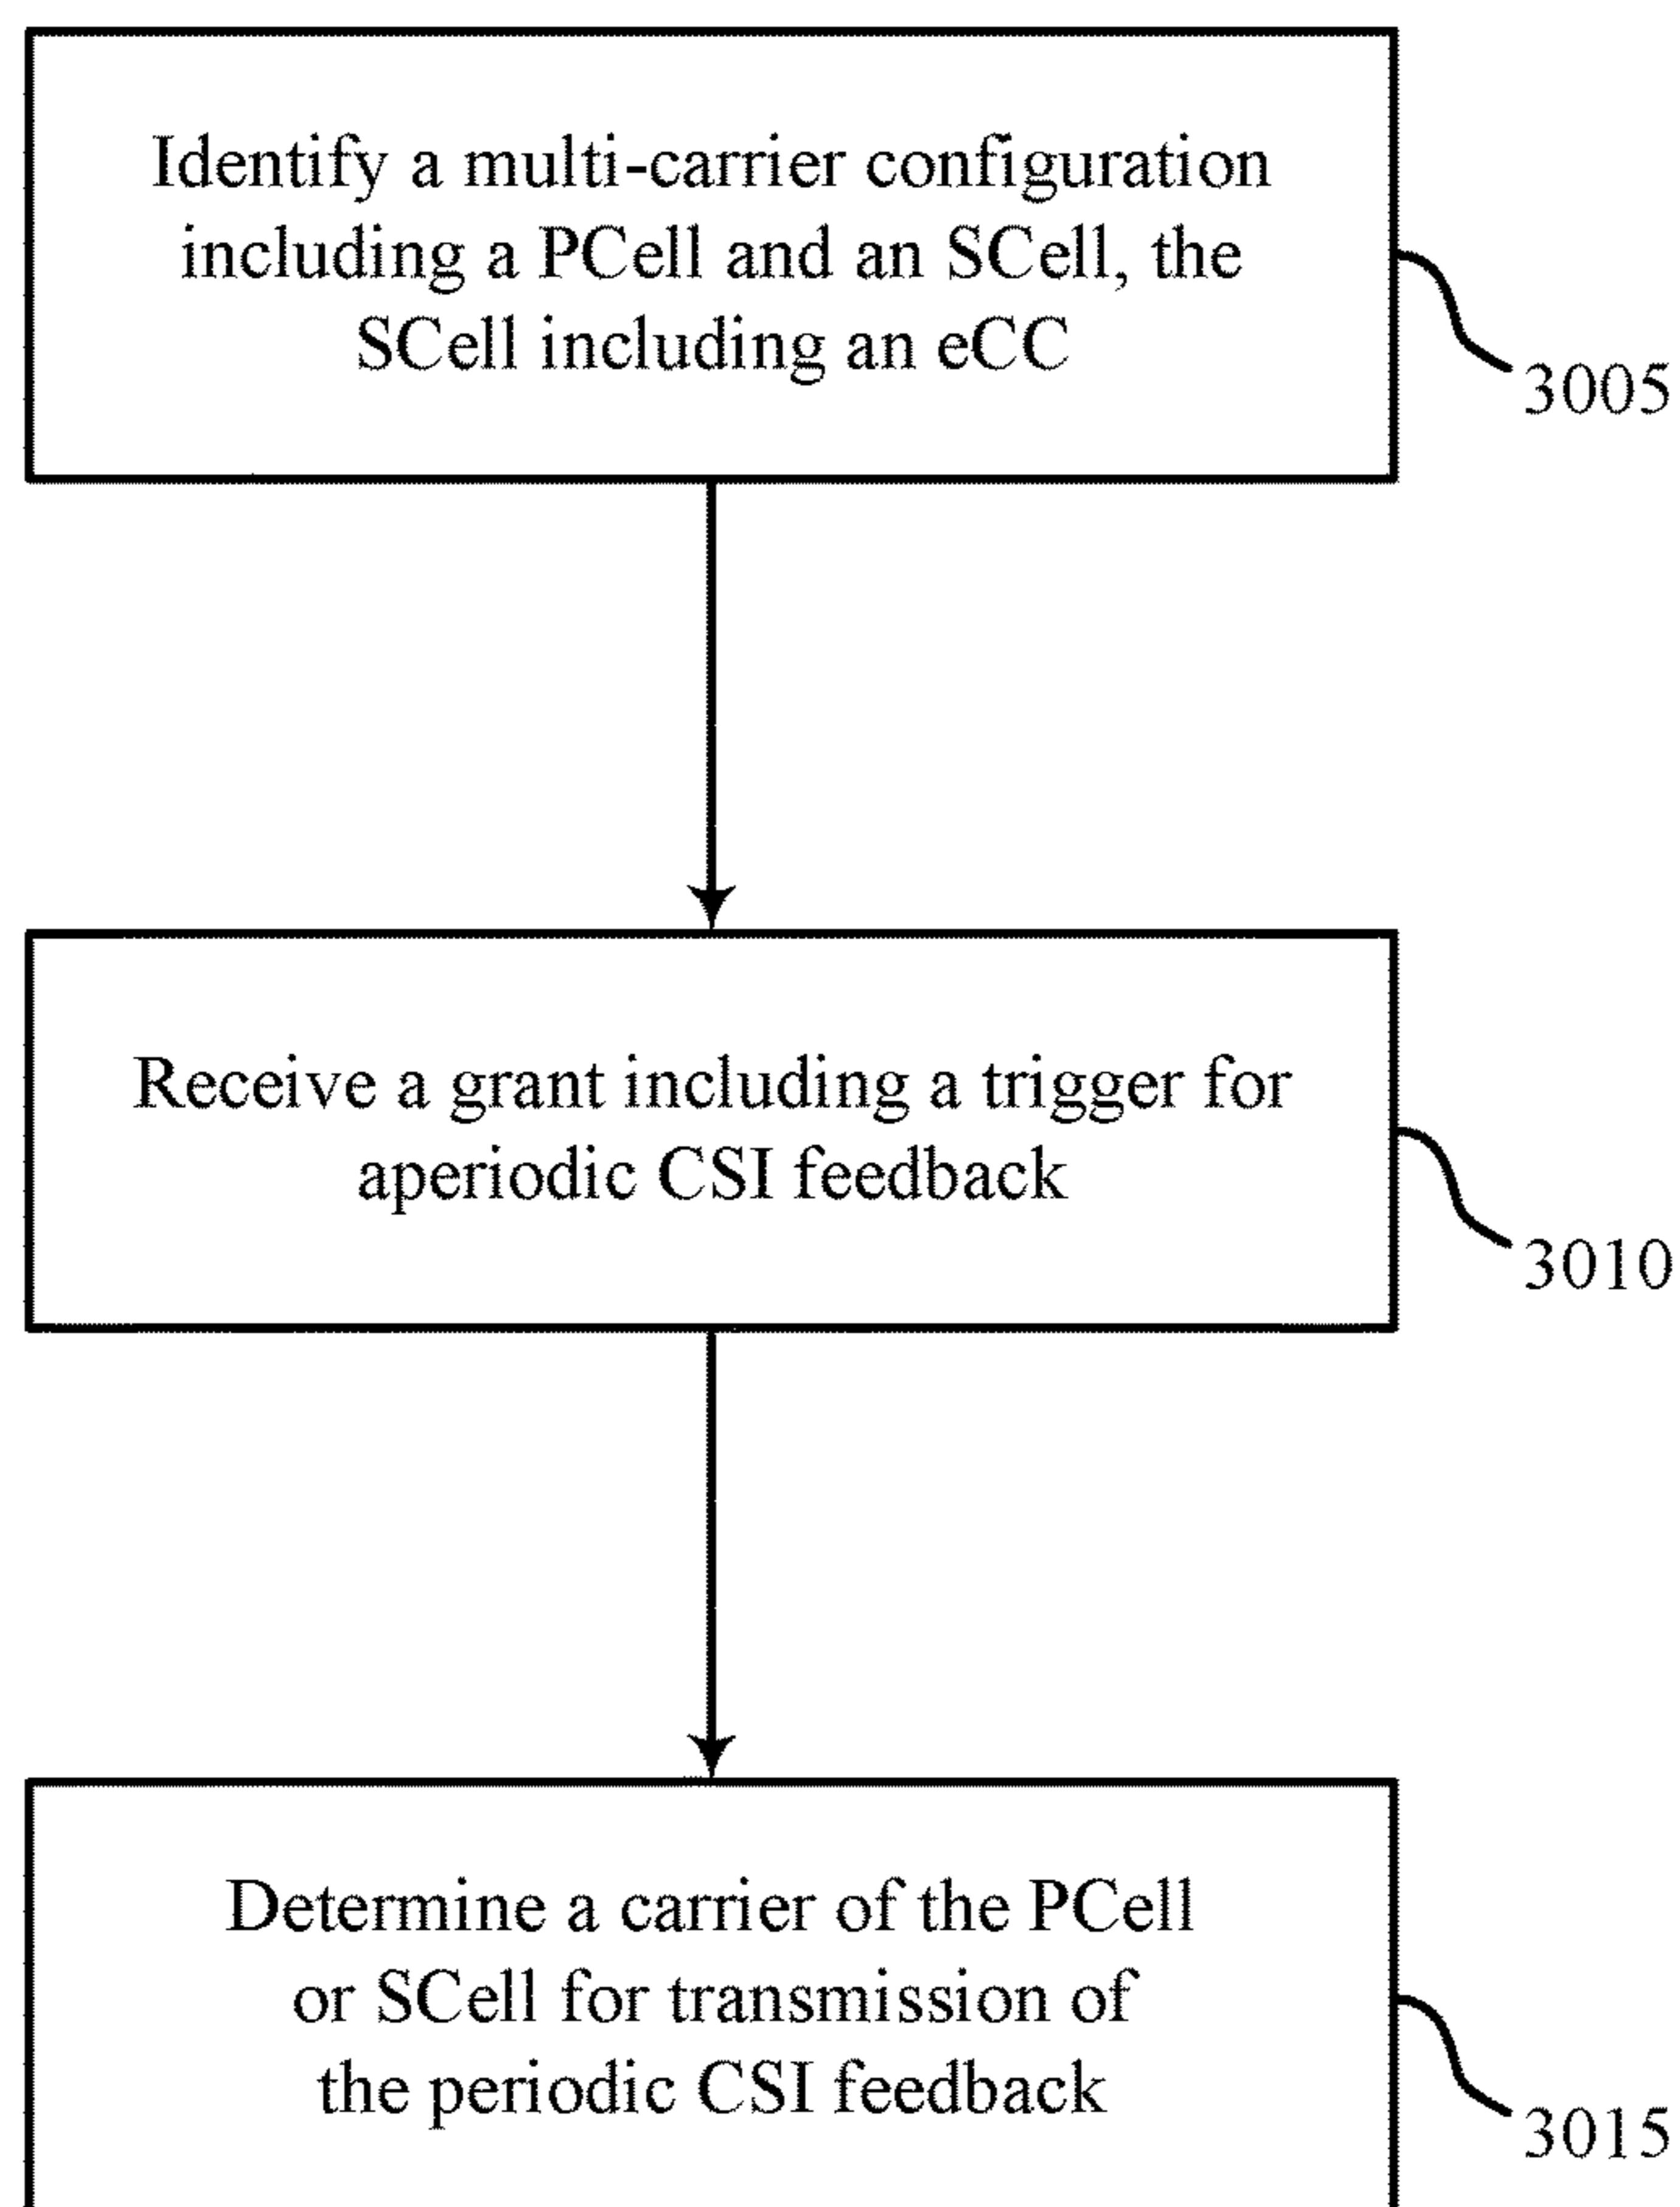 Identify a multi-carrier configuration
including a PCell and an SCell, the
SCell including an eCC
3005
Receive a grant including a trigger for
aperiodic CSI feedback
3010
Determine a carrier of the PCell
or SCell for transmission of
the periodic CSI feedback
3015